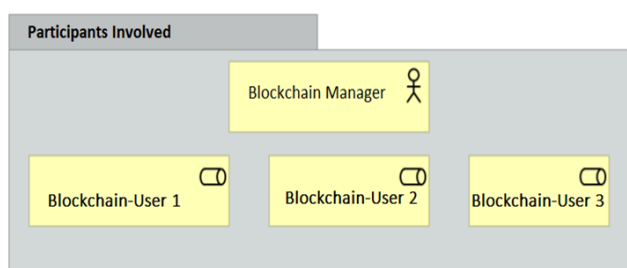 Participants Involved
Blockchain Manager
Blockchain-User 1
Blockchain-User 2
Blockchain-User 3